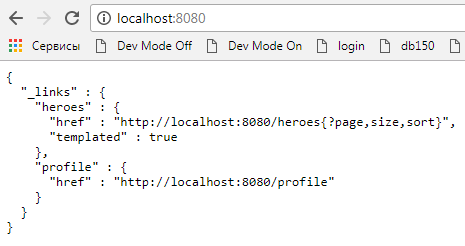 localhost:8080
Сервисы Dev Mode Off Dev Mode On login db150
{
  "_links" : {
    "heroes" : {
      "href" : "http://localhost:8080/heroes{?page,size,sort}",
      "templated" : true
    },
    "profile" : {
      "href" : "http://localhost:8080/profile"
    }
  }
}